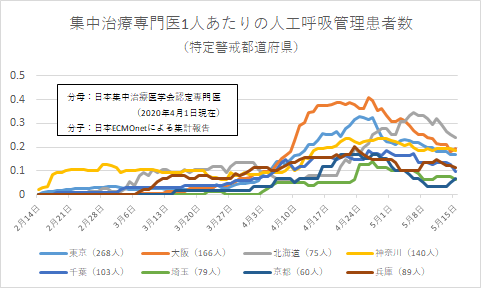 集中治療専門医1人あたりの人工呼吸管理患者数
（特定警戒都道府県）
分母：日本集中治療医学会認定専門医
（2020年4月1日現在）
分子：日本ECMOnetによる集計報告
0.5
0.4
0.3
0.2
0.1
0
2月14日 2月21日 2月28日 3月6日 3月13日 3月20日 3月27日 4月3日 4月10日 4月17日 4月24日 5月1日 5月8日 5月15日
東京（268人） 大阪（166人） 北海道（75人） 神奈川（140人）
千葉（103人） 埼玉（79人） 京都（60人） 兵庫（89人）